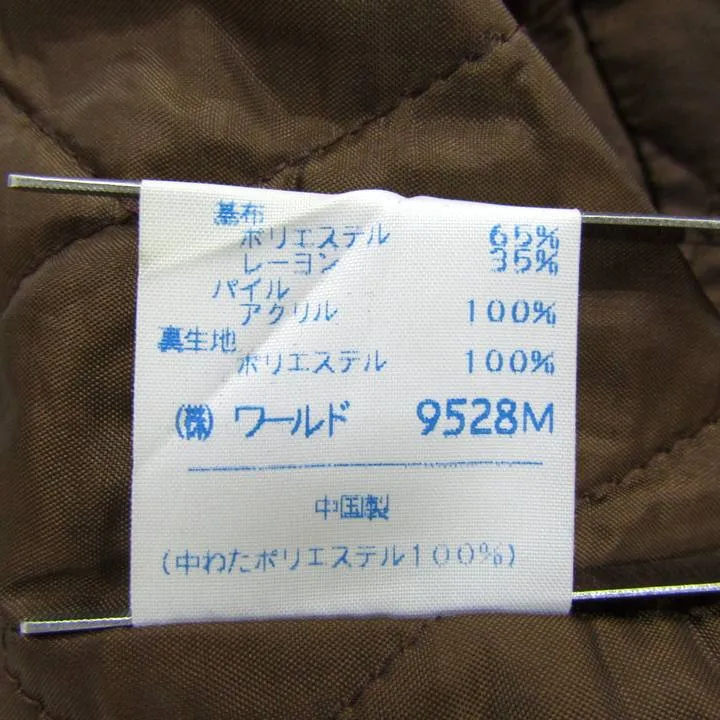 基布
ポリエステル 65%
レーヨン 35%
パイル
アクリル 100%
裏生地
ポリエステル 100%
(株) ワールド 9528M
中国製
(中わたポリエステル100%)